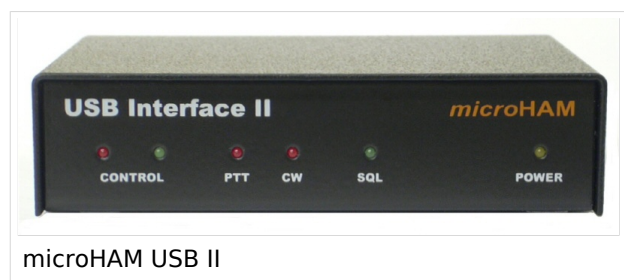 USB Interface II microHAM
CONTROL PTT CW SQL POWER
microHAM USB II